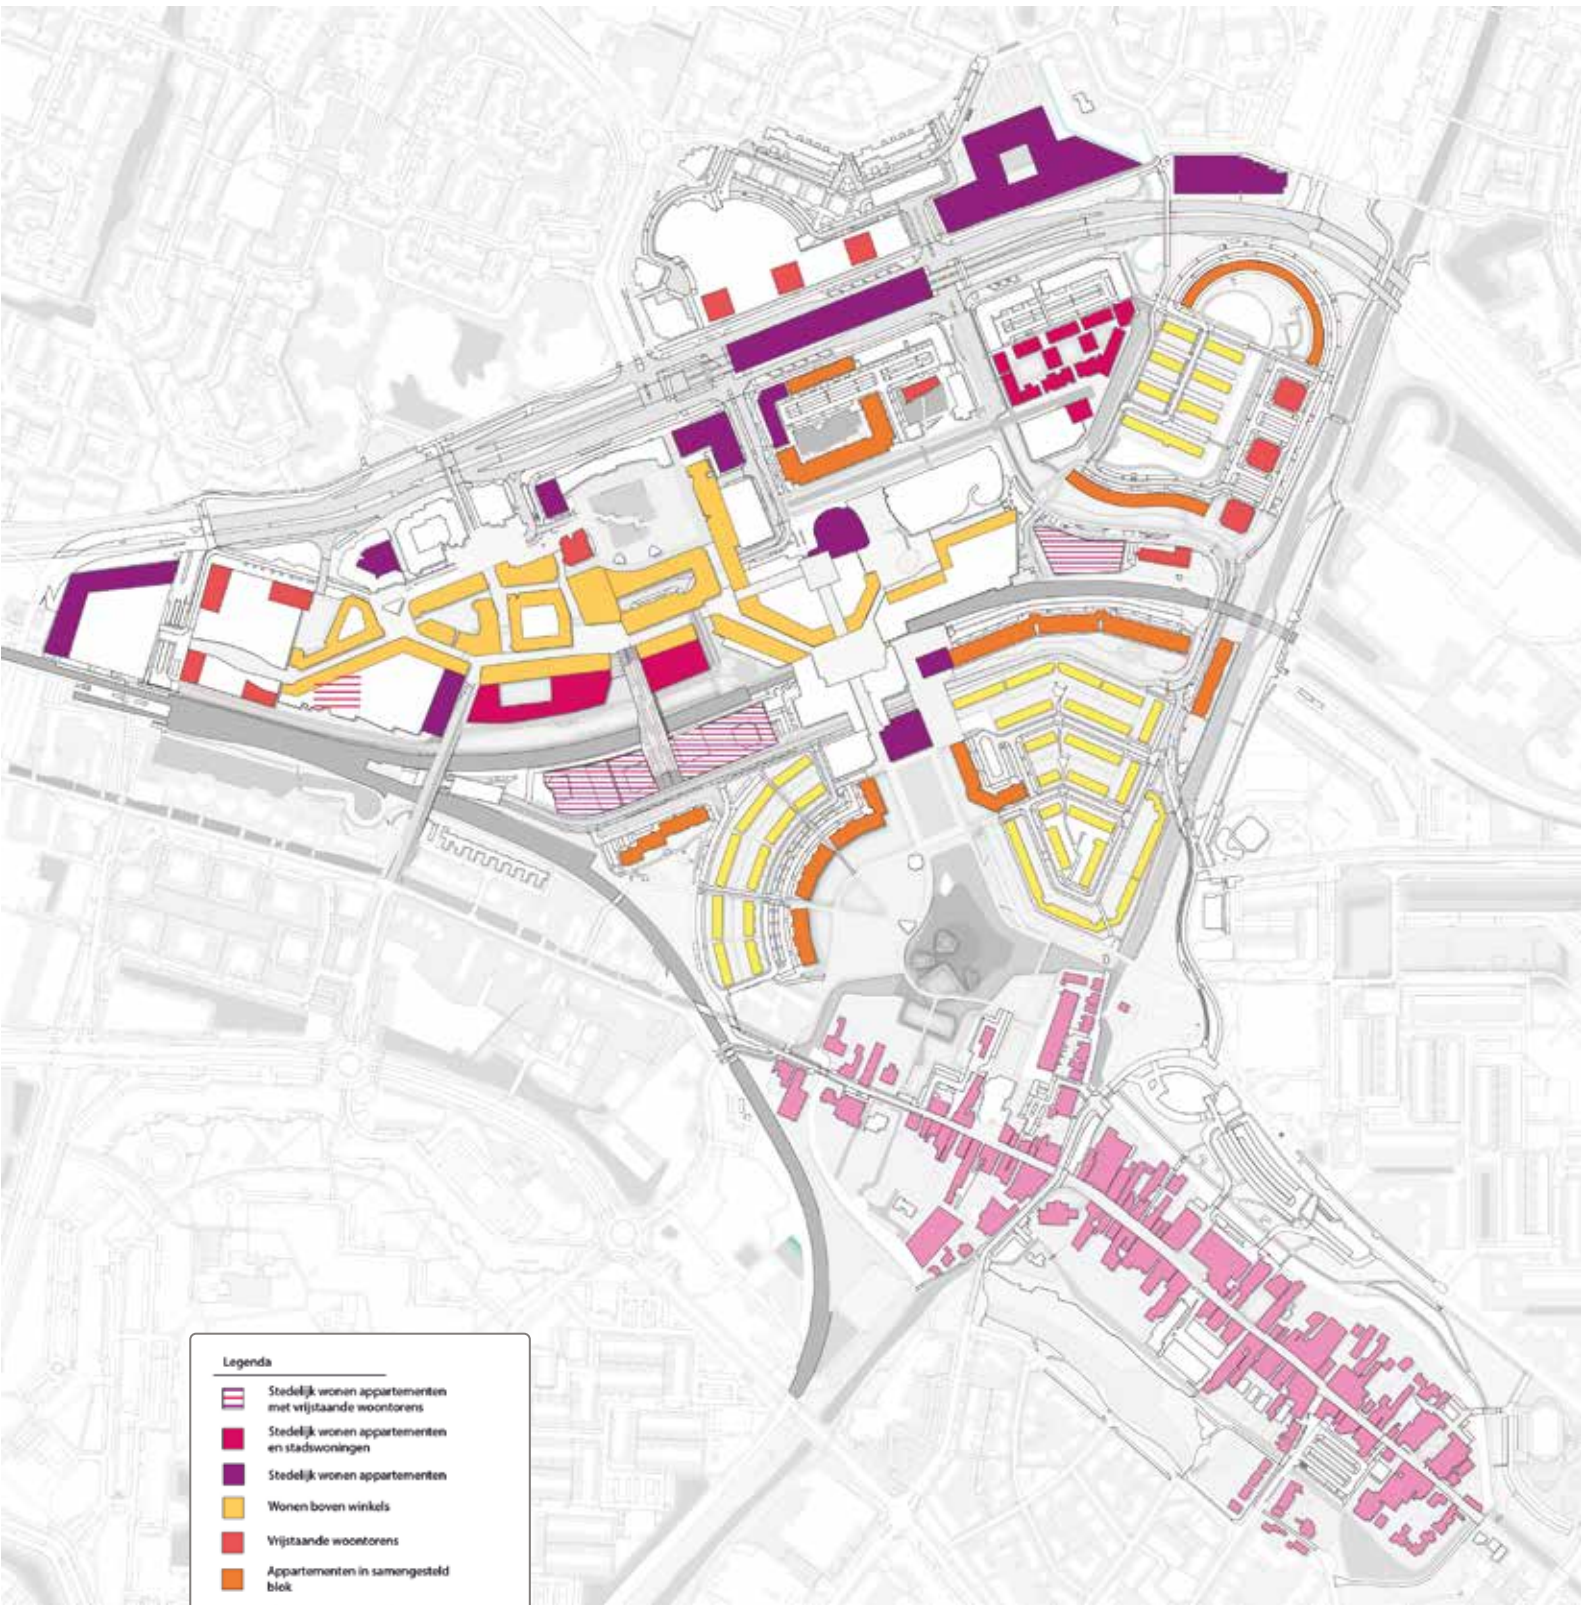 Legenda
Stedelijk wonen appartementen
met vrijstaande woontorens
Stedelijk wonen appartementen
en stadswoningen
Stedelijk wonen appartementen
Wonen boven winkels
Vrijstaande woontorens
Appartementen in samengesteld
blok